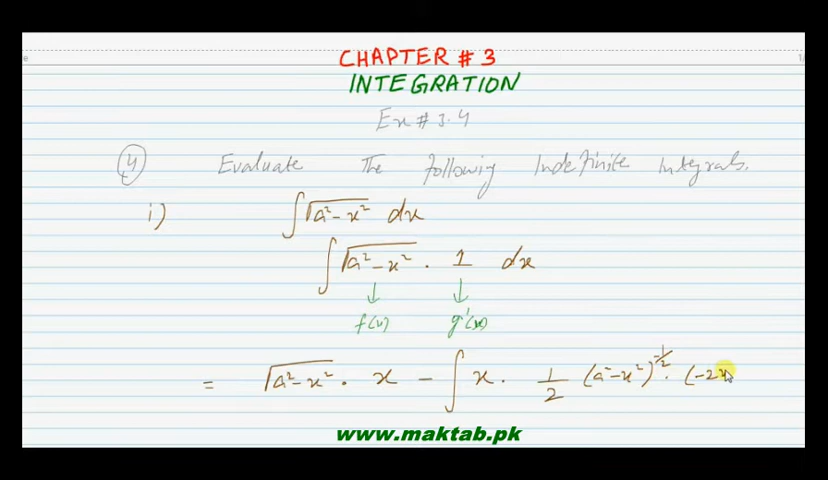 CHAPTER # 3
INTEGRATION
Ex # 3.4
(4) Evaluate The following Indefinite Integrals.
i) ∫√(a²-x²) dx
∫√(a²-x²) . 1 dx
↓ ↓
f(x) g'(x)
= √(a²-x²) . x - ∫ x . 1/2 (a²-x²)^(-1/2) . (-2x
www.maktab.pk